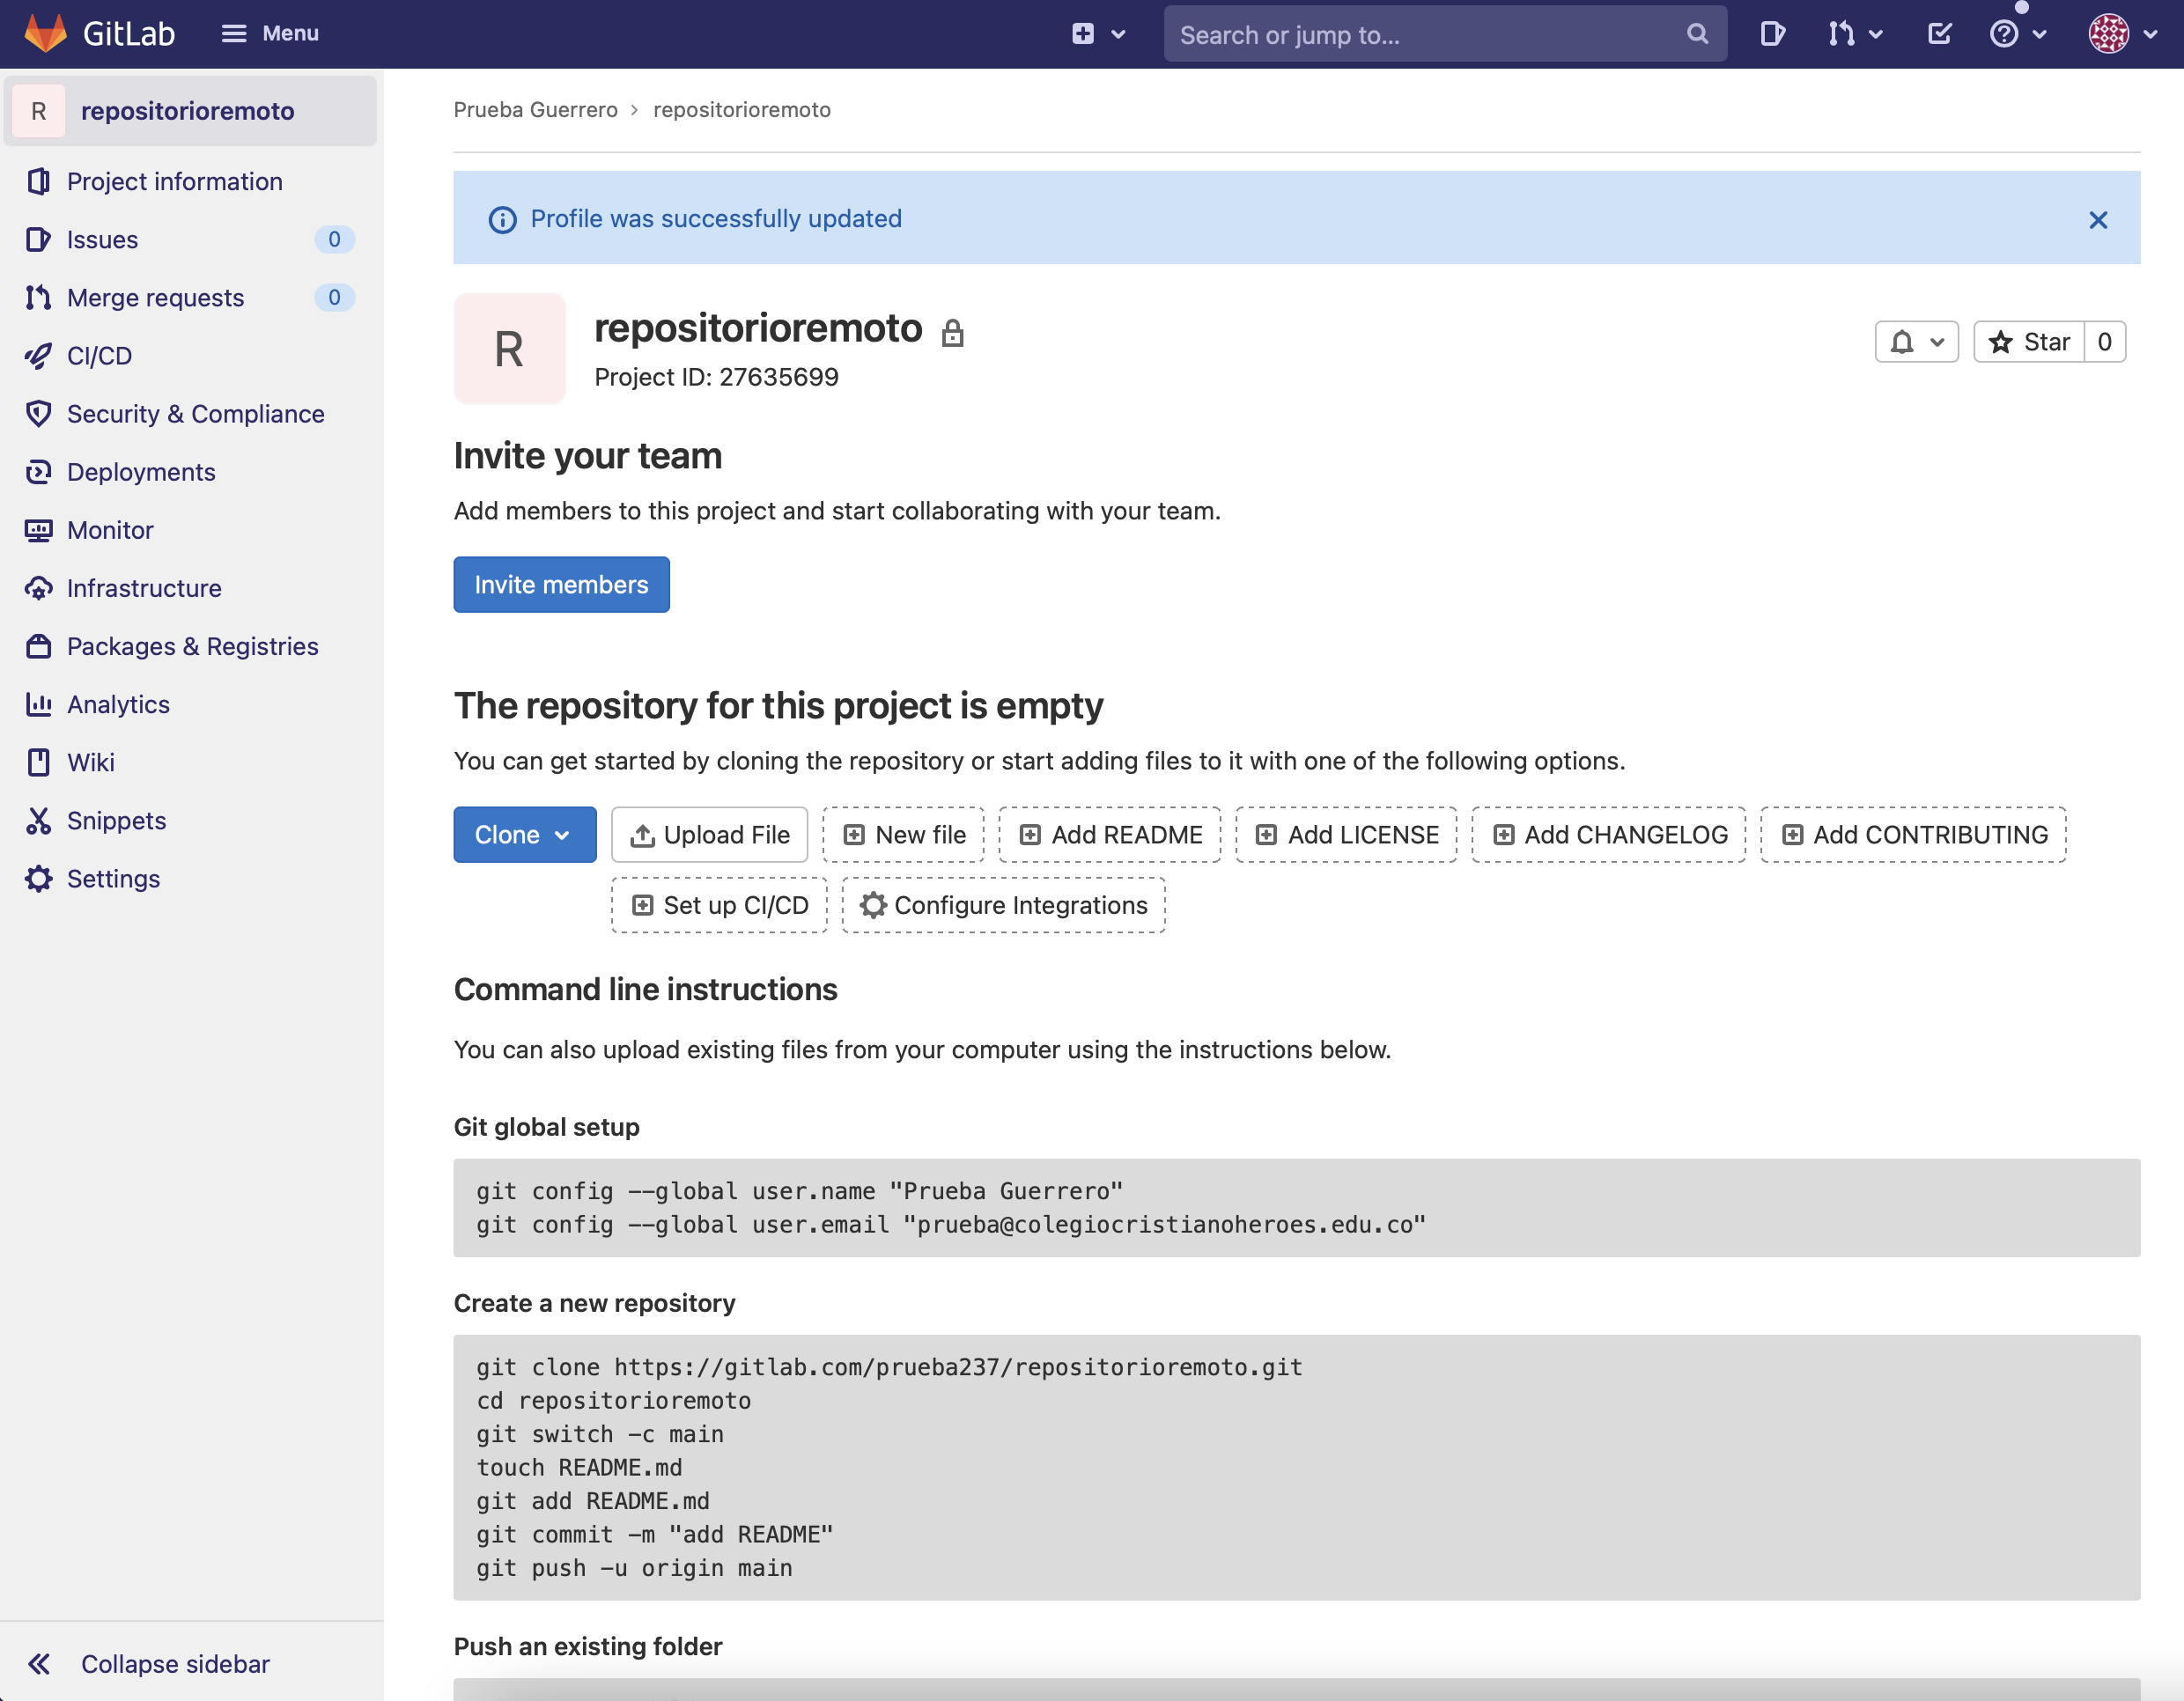 GitLab
Menu
Search or jump to...
R
repositorioremoto
Project information
Issues 0
Merge requests 0
CI/CD
Security & Compliance
Deployments
Monitor
Infrastructure
Packages & Registries
Analytics
Wiki
Snippets
Settings
Collapse sidebar
Prueba Guerrero > repositorioremoto
Profile was successfully updated
R
repositorioremoto
Project ID: 27635699
Star 0
Invite your team
Add members to this project and start collaborating with your team.
Invite members
The repository for this project is empty
You can get started by cloning the repository or start adding files to it with one of the following options.
Clone Upload File New file Add README Add LICENSE Add CHANGELOG Add CONTRIBUTING
Set up CI/CD Configure Integrations
Command line instructions
You can also upload existing files from your computer using the instructions below.
Git global setup
git config --global user.name "Prueba Guerrero"
git config --global user.email "prueba@colegiocristianoheroes.edu.co"
Create a new repository
git clone https://gitlab.com/prueba237/repositorioremoto.git
cd repositorioremoto
git switch -c main
touch README.md
git add README.md
git commit -m "add README"
git push -u origin main
Push an existing folder